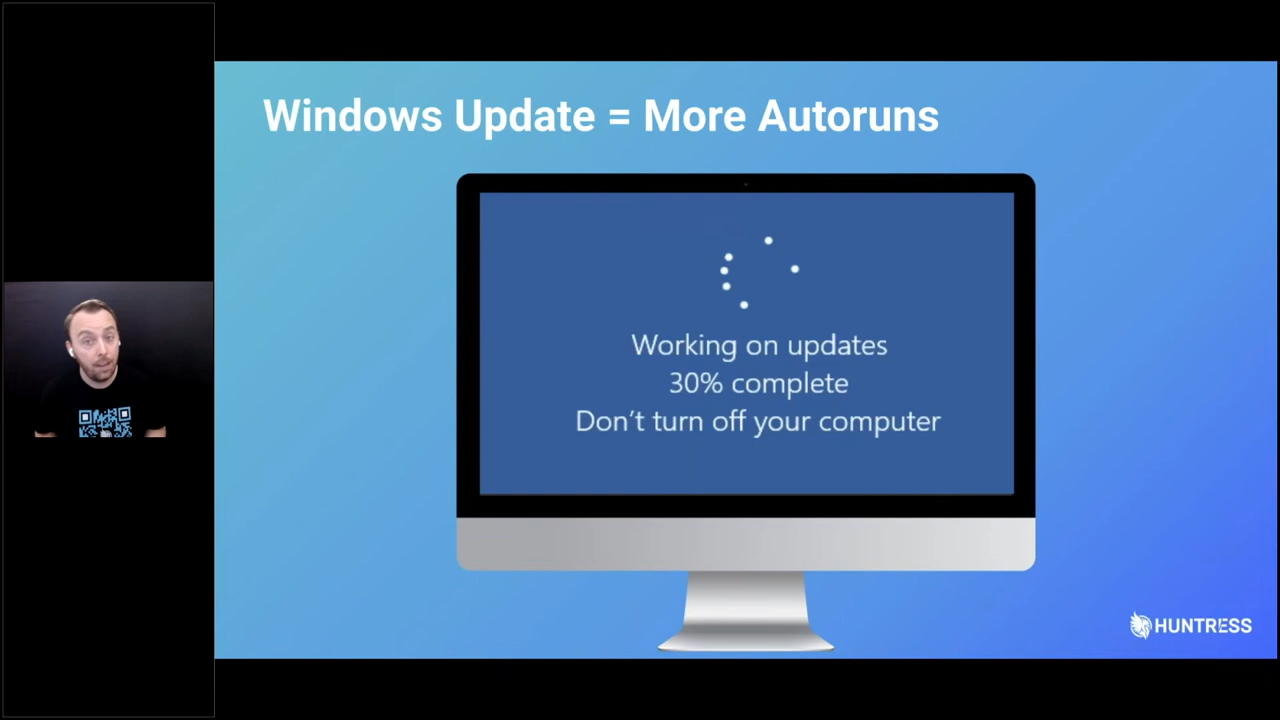 Windows Update = More Autoruns
Working on updates
30% complete
Don't turn off your computer
HUNTRESS